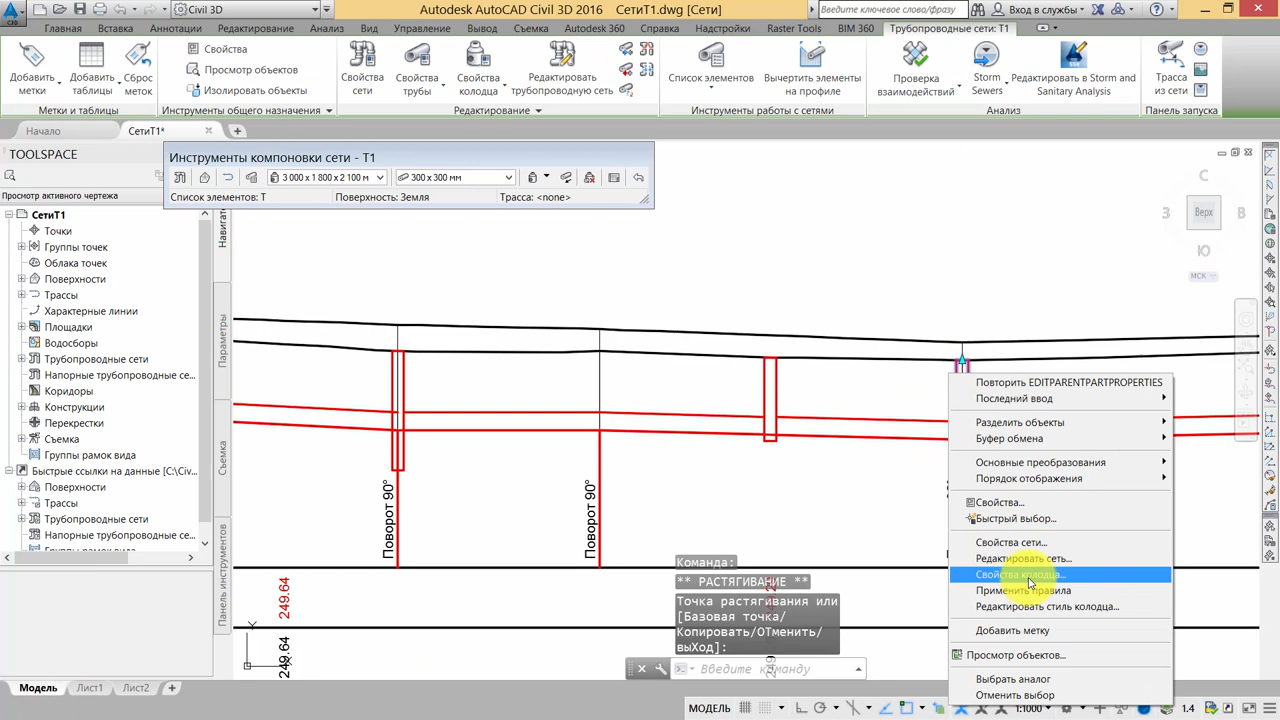 Civil 3D
Autodesk AutoCAD Civil 3D 2016 СетиТ1.dwg [Сети]
Введите ключевое слово/фразу
Вход в службы
Главная Вставка Аннотации Редактирование Анализ Вид Управление Вывод Съемка Autodesk 360 Справка Надстройки Raster Tools BIM 360 Трубопроводные сети: Т1
Добавить метки
Добавить таблицы
Сброс меток
Свойства
Просмотр объектов
Изолировать объекты
Свойства сети
Свойства трубы
Свойства колодца
Редактировать трубопроводную сеть
Список элементов
Вычертить элементы на профиле
Проверка взаимодействий
Storm Sewers
Редактировать в Storm and Sanitary Analysis
Трасса из сети
Метки и таблицы
Инструменты общего назначения
Редактирование
Инструменты работы с сетями
Анализ
Панель запуска
Начало
СетиТ1*
TOOLSPACE
Просмотр активного чертежа
Инструменты компоновки сети - Т1
3 000 x 1 800 x 2 100 м
300 x 300 мм
Список элементов: Т
Поверхность: Земля
Трасса: <none>
СетиТ1
Точки
Группы точек
Облака точек
Поверхности
Трассы
Характерные линии
Площадки
Водосборы
Трубопроводные сети
Напорные трубопроводные се...
Коридоры
Конструкции
Перекрестки
Съемка
Группы рамок вида
Быстрые ссылки на данные [C:\Civ...
Поверхности
Трассы
Трубопроводные сети
Напорные трубопроводные се...
Группы рамок вида
Навигат
Параметры
Съемка
Панель инструментов
С
З
Верх
В
Ю
МСК
Поворот 90°
Поворот 90°
249.64
249.64
Y
X
Команда:
** РАСТЯГИВАНИЕ **
Точка растягивания или
[Базовая точка/
Копировать/ОТменить/
выХод]:
Введите команду
Повторить EDITPARENTPARTPROPERTIES
Последний ввод
Разделить объекты
Буфер обмена
Основные преобразования
Порядок отображения
Свойства...
Быстрый выбор...
Свойства сети...
Редактировать сеть...
Свойства колодца...
Применить правила
Редактировать стиль колодца...
Добавить метку
Просмотр объектов...
Выбрать аналог
Отменить выбор
Модель Лист1 Лист2
МОДЕЛЬ
1:1000
1.4